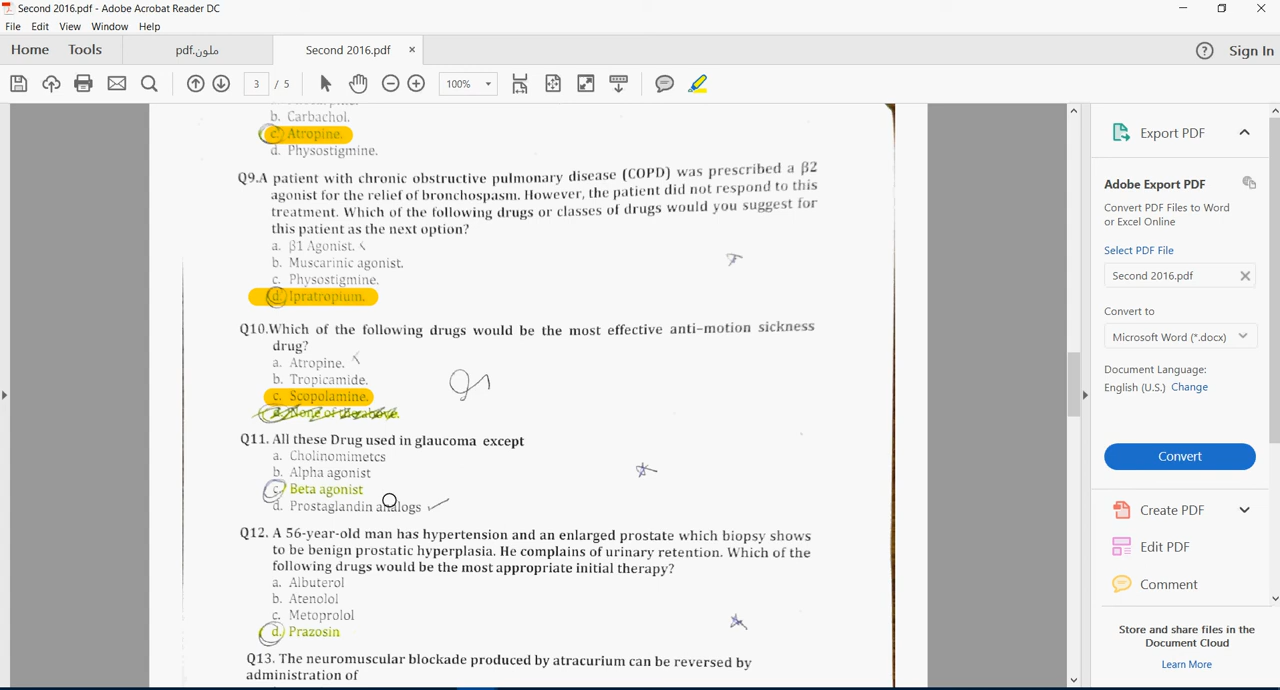 Second 2016.pdf - Adobe Acrobat Reader DC
File Edit View Window Help
Home Tools ملون.pdf Second 2016.pdf × Sign In
3 / 5 100%
b. Carbachol.
c. Atropine.
d. Physostigmine.
Q9.A patient with chronic obstructive pulmonary disease (COPD) was prescribed a β2
agonist for the relief of bronchospasm. However, the patient did not respond to this
treatment. Which of the following drugs or classes of drugs would you suggest for
this patient as the next option?
a. β1 Agonist.
b. Muscarinic agonist.
c. Physostigmine.
d. Ipratropium.
Q10.Which of the following drugs would be the most effective anti-motion sickness
drug?
a. Atropine.
b. Tropicamide.
c. Scopolamine.
d. None of the above.
Q11. All these Drug used in glaucoma except
a. Cholinomimetcs
b. Alpha agonist
c. Beta agonist
d. Prostaglandin analogs
Q12. A 56-year-old man has hypertension and an enlarged prostate which biopsy shows
to be benign prostatic hyperplasia. He complains of urinary retention. Which of the
following drugs would be the most appropriate initial therapy?
a. Albuterol
b. Atenolol
c. Metoprolol
d. Prazosin
Q13. The neuromuscular blockade produced by atracurium can be reversed by
administration of
Export PDF
Adobe Export PDF
Convert PDF Files to Word
or Excel Online
Select PDF File
Second 2016.pdf
Convert to
Microsoft Word (*.docx)
Document Language:
English (U.S.) Change
Convert
Create PDF
Edit PDF
Comment
Store and share files in the
Document Cloud
Learn More